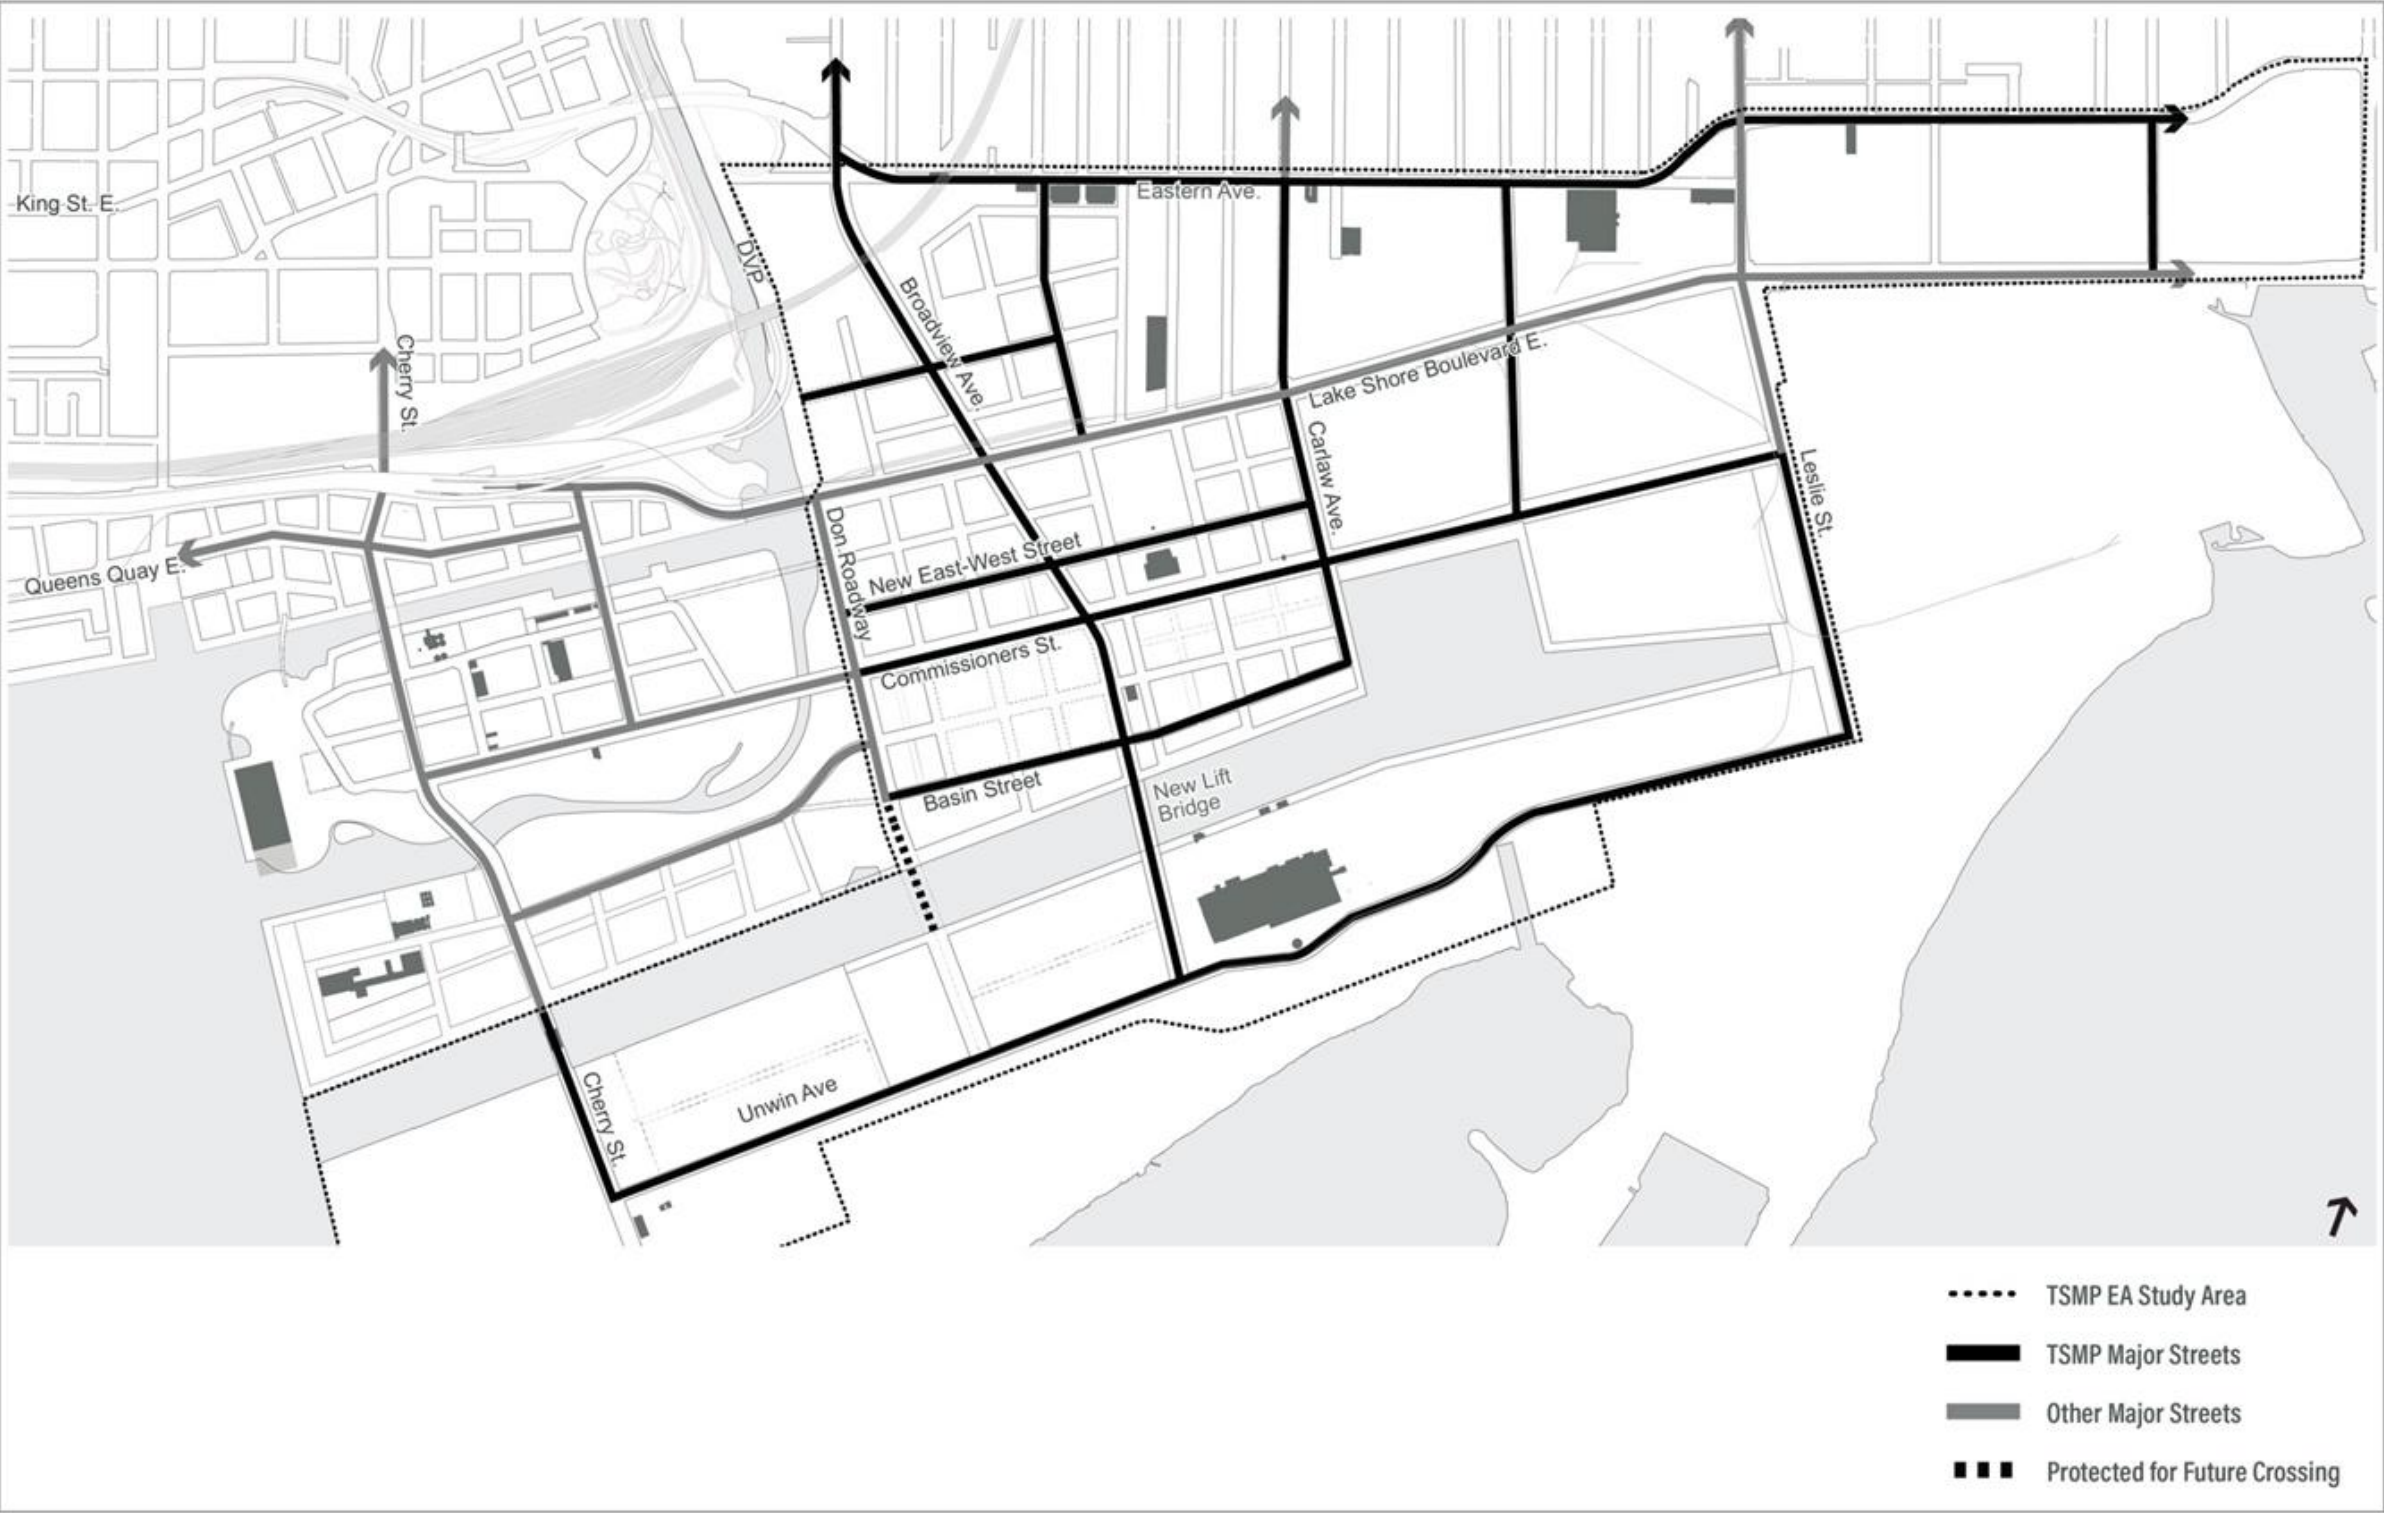 Eastern Ave.
King St. E.
DVP
Broadview Ave.
Cherry St.
Lake Shore Boulevard E.
Carlaw Ave.
Leslie St.
Don Roadway
New East-West Street
Queens Quay E.
Commissioners St.
Basin Street
New Lift
Bridge
Cherry St.
Unwin Ave
TSMP EA Study Area
TSMP Major Streets
Other Major Streets
Protected for Future Crossing